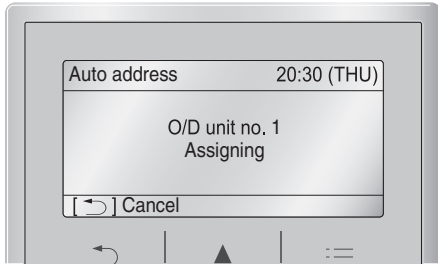 Auto address 20:30 (THU)
O/D unit no. 1
Assigning
[⮌] Cancel